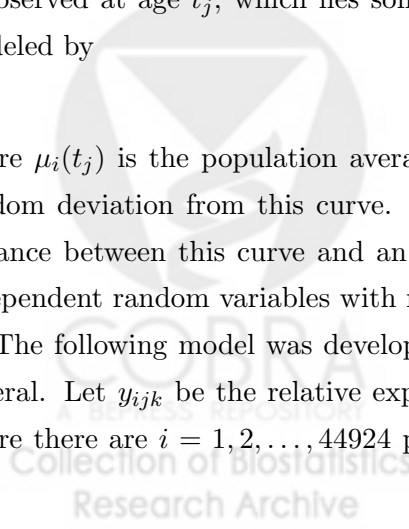 observed at age t_j, which lies som
leled by
re μ_i(t_j) is the population avera
dom deviation from this curve.
ance between this curve and an
ependent random variables with
The following model was develop
eral. Let y_{ijk} be the relative exp
re there are i = 1, 2, . . . , 44924 p
COBRA
A BEPRESS REPOSITORY
Collection of Biostatistics
Research Archive